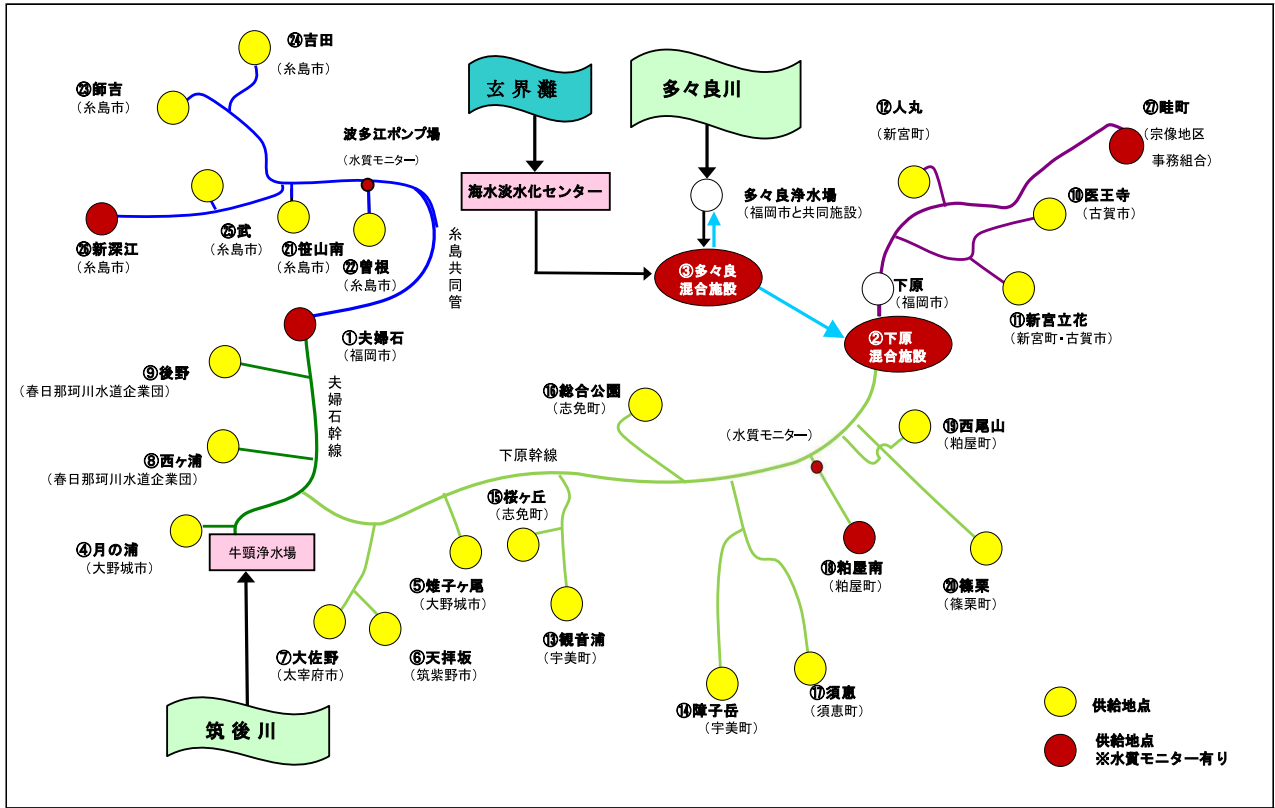 ㉔吉田
(糸島市)
㉓師吉
(糸島市)
波多江ポンプ場
(水質モニター)
玄界灘
多々良川
⑫人丸
(新宮町)
㉗畦町
(宗像地区
事務組合)
海水淡水化センター
多々良浄水場
(福岡市と共同施設)
⑩医王寺
(古賀市)
㉖新深江
(糸島市)
㉕武
(糸島市)
㉑笹山南
(糸島市)
㉒曽根
(糸島市)
糸島共同管
③多々良
混合施設
下原
(福岡市)
⑪新宮立花
(新宮町・古賀市)
①夫婦石
(福岡市)
②下原
混合施設
⑨後野
(春日那珂川水道企業団)
夫婦石幹線
⑯総合公園
(志免町)
(水質モニター)
⑲西尾山
(粕屋町)
⑧西ヶ浦
(春日那珂川水道企業団)
下原幹線
⑮桜ヶ丘
(志免町)
④月の浦
(大野城市)
牛頸浄水場
⑤雉子ヶ尾
(大野城市)
⑱粕屋南
(粕屋町)
⑳篠栗
(篠栗町)
⑬観音浦
(宇美町)
⑦大佐野
(太宰府市)
⑥天拝坂
(筑紫野市)
⑭障子岳
(宇美町)
⑰須恵
(須恵町)
筑後川
供給地点
供給地点
※水質モニター有り